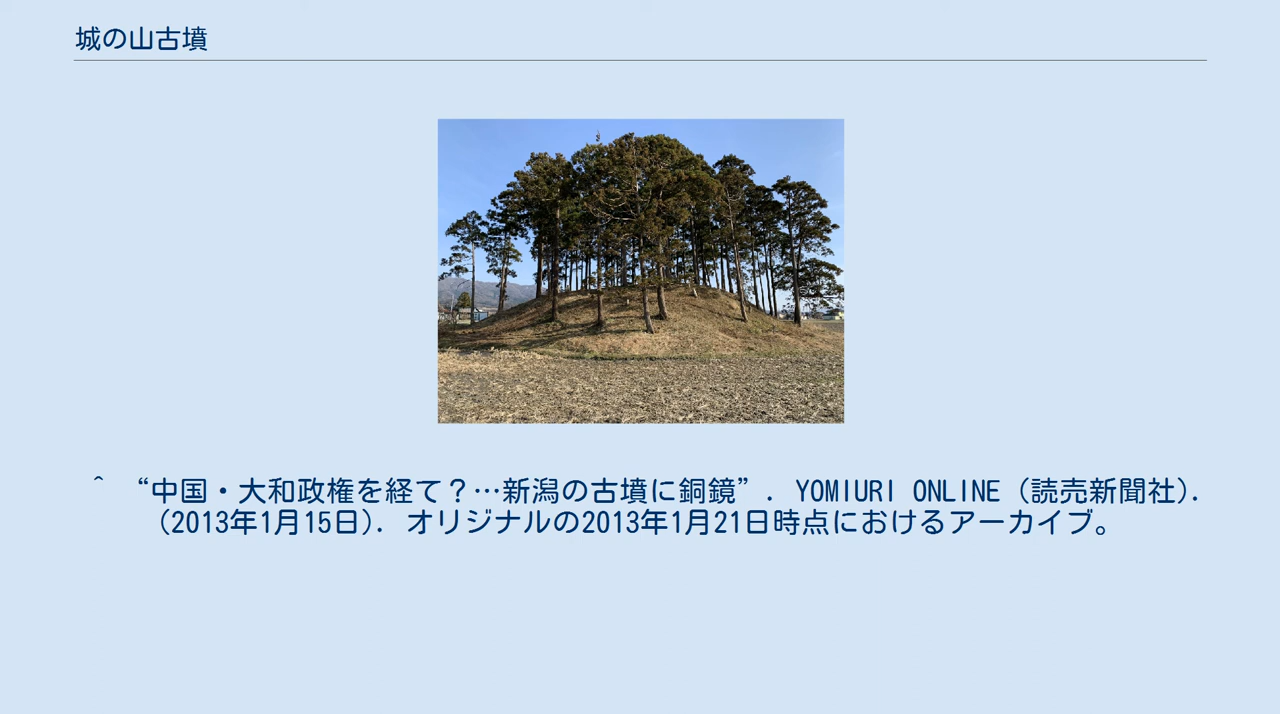 城の山古墳
^ “中国・大和政権を経て？…新潟の古墳に銅鏡”. YOMIURI ONLINE (読売新聞社).
(2013年1月15日). オリジナルの2013年1月21日時点におけるアーカイブ。